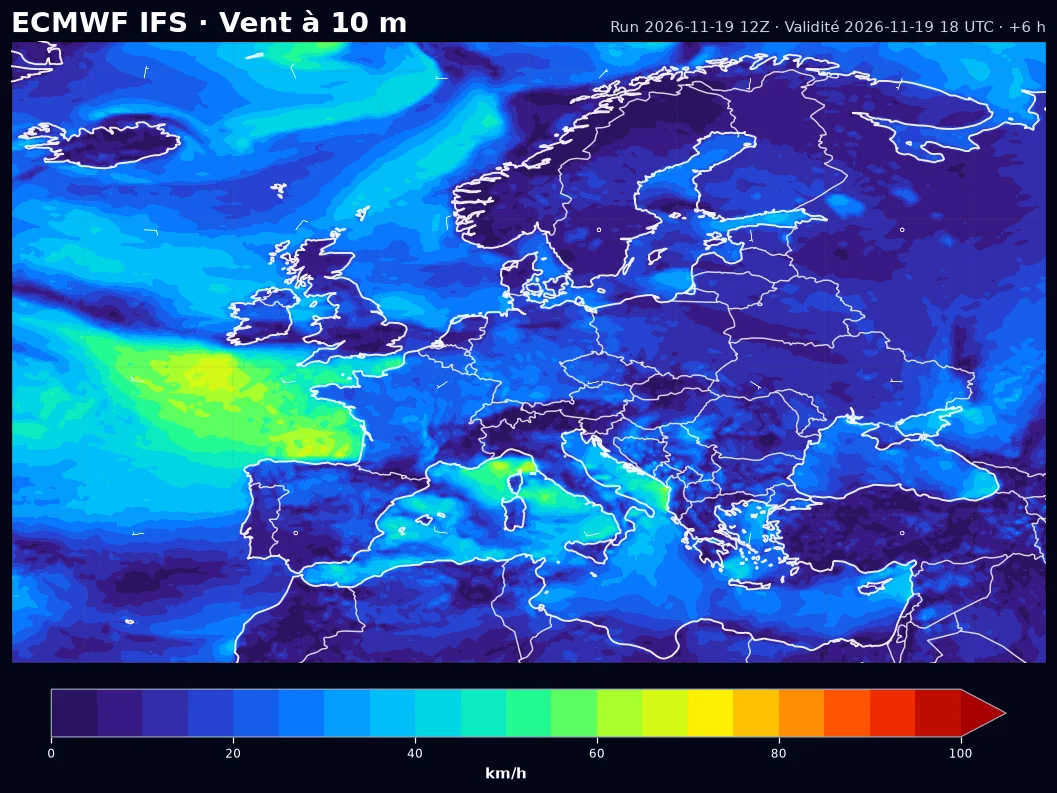 ECMWF IFS · Vent à 10 m
Run 2026-11-19 12Z · Validité 2026-11-19 18 UTC · +6 h
0 20 40 60 80 100
km/h